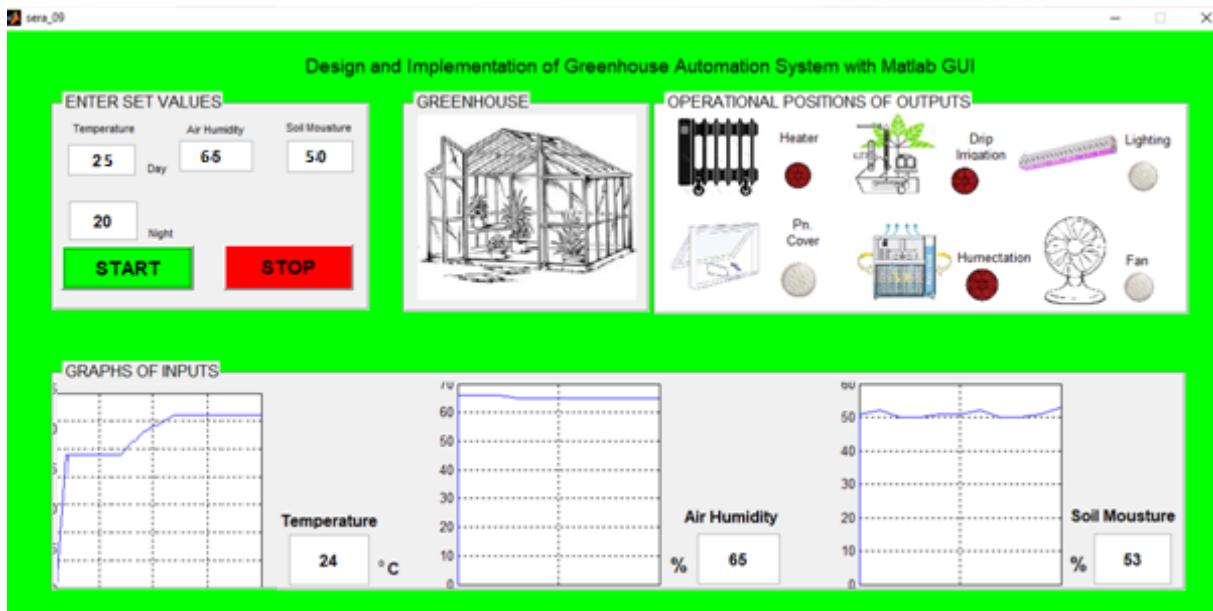 sera_09
Design and Implementation of Greenhouse Automation System with Matlab GUI
ENTER SET VALUES
Temperature
Air Humidity
Soil Mousture
25
Day
65
50
20
Night
START
STOP
GREENHOUSE
OPERATIONAL POSITIONS OF OUTPUTS
Heater
Drip
Irrigation
Lighting
Pn.
Cover
Humectation
Fan
GRAPHS OF INPUTS
Temperature
24
°C
70
60
50
40
30
20
10
0
Air Humidity
%
65
60
50
40
30
20
10
0
Soil Mousture
%
53